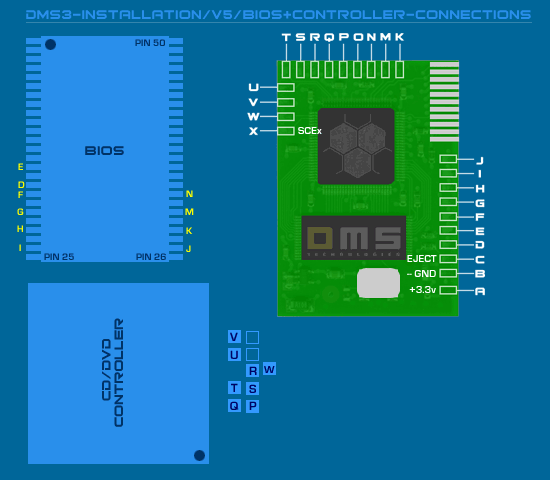 DMS3-INSTALLATION/V5/BIOS+CONTROLLER-CONNECTIONS
T S R Q P O N M K
PIN 50
BIOS
PIN 25
PIN 26
E
D
F
G
H
I
N
M
K
J
U
V
W
X
SCEx
DMS
J
I
H
G
F
E
D
EJECT C
- GND B
+3.3v A
CD/DVD
CONTROLLER
V
U
R W
T S
Q P